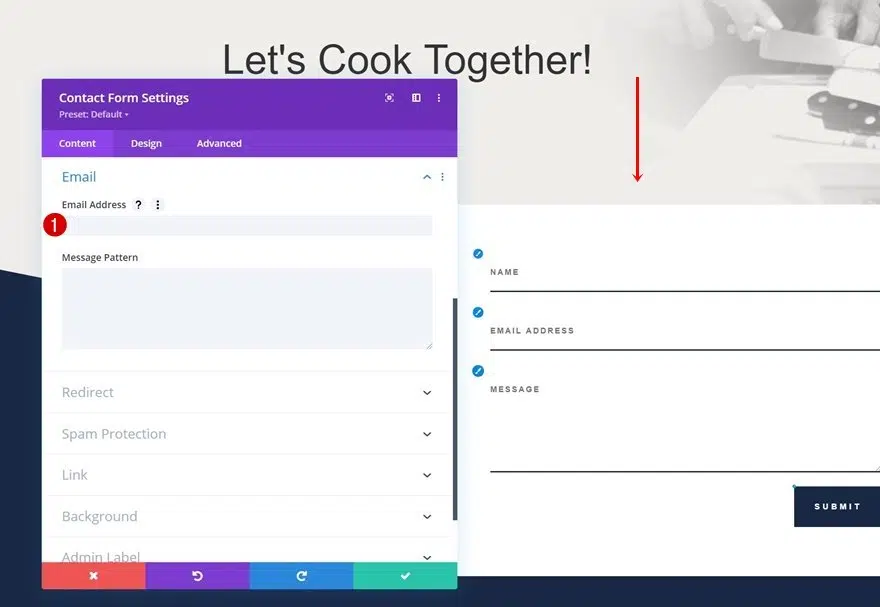 Let's Cook Together!
Contact Form Settings
Preset: Default
Content Design Advanced
Email
Email Address ?
1
Message Pattern
Redirect
Spam Protection
Link
Background
Admin Label
NAME
EMAIL ADDRESS
MESSAGE
SUBMIT